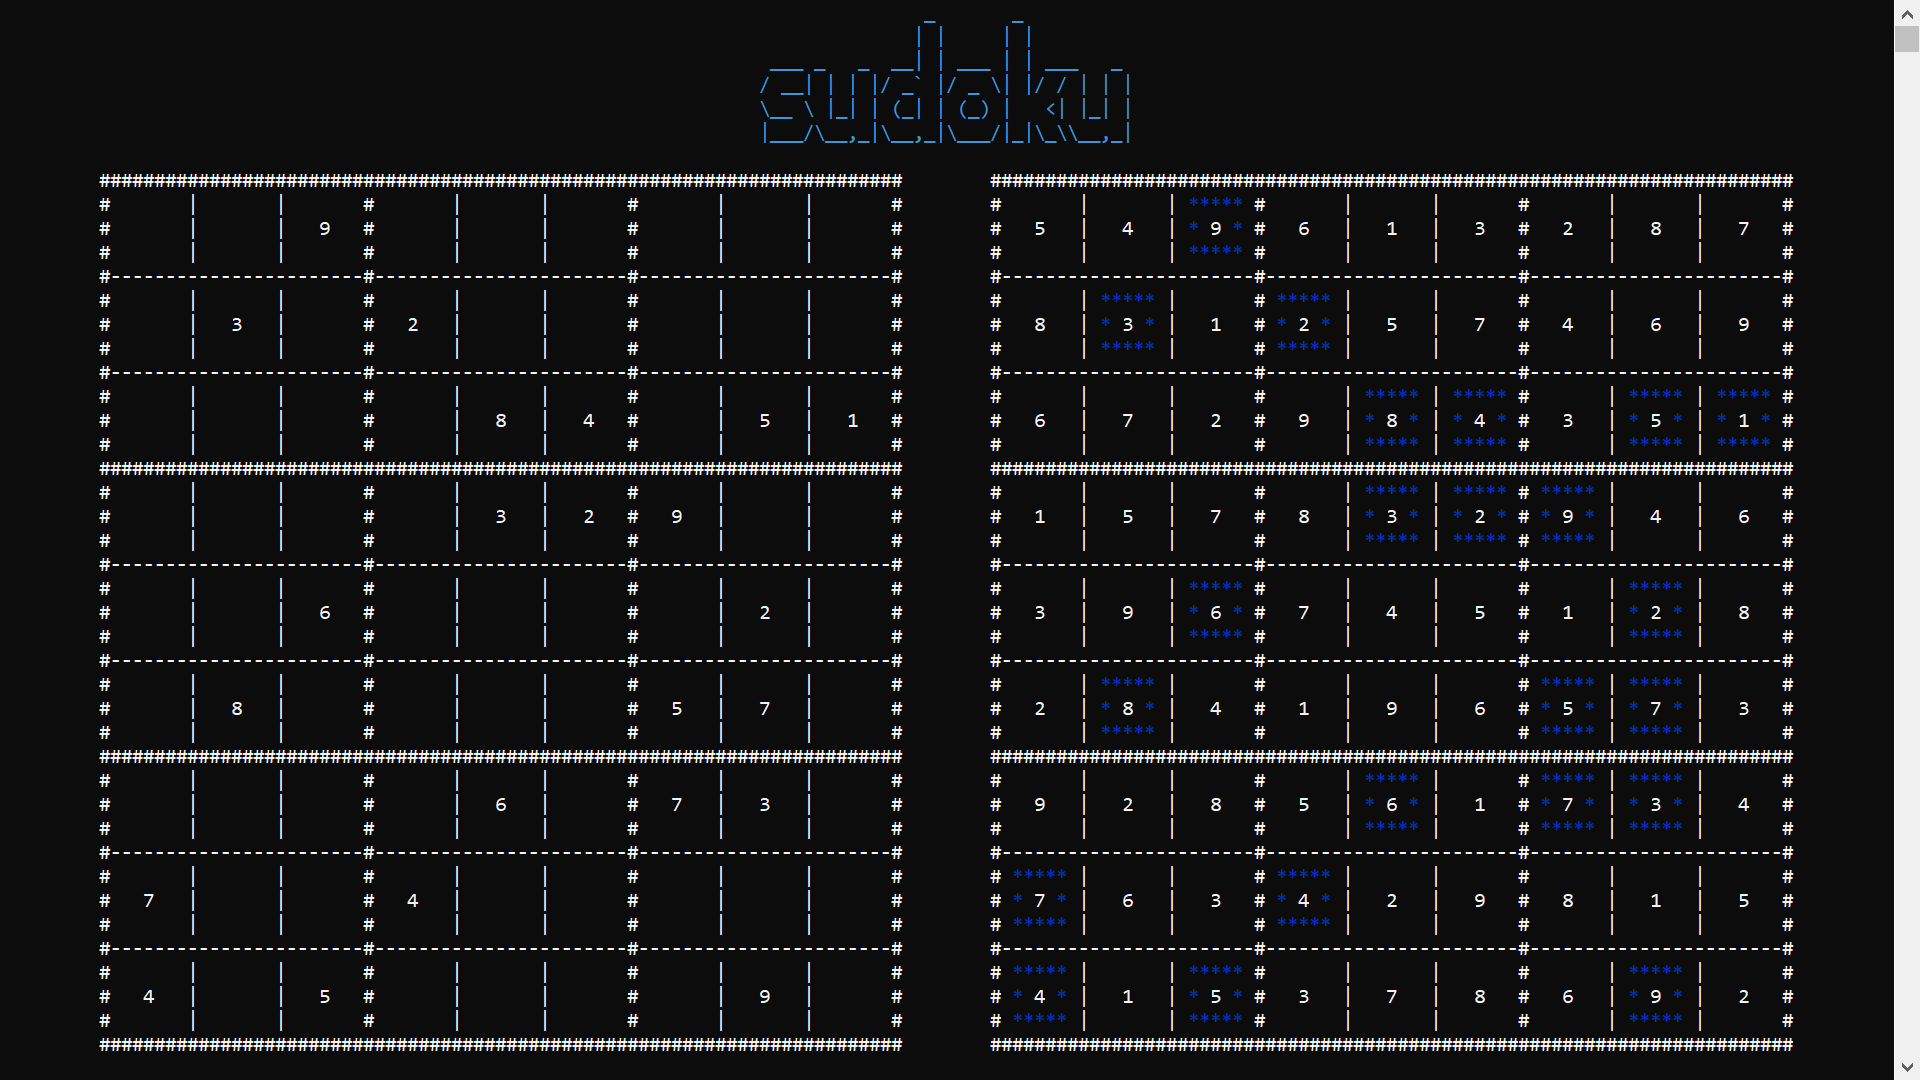 sudoku
9 5 4 9 6 1 3 2 8 7
3 2 8 3 1 2 5 7 4 6 9
8 4 5 1 6 7 2 9 8 4 3 5 1
3 2 9 1 5 7 8 3 2 9 4 6
6 2 3 9 6 7 4 5 1 2 8
8 5 7 2 8 4 1 9 6 5 7 3
6 7 3 9 2 8 5 6 1 7 3 4
7 4 7 6 3 4 2 9 8 1 5
4 5 9 4 1 5 3 7 8 6 9 2